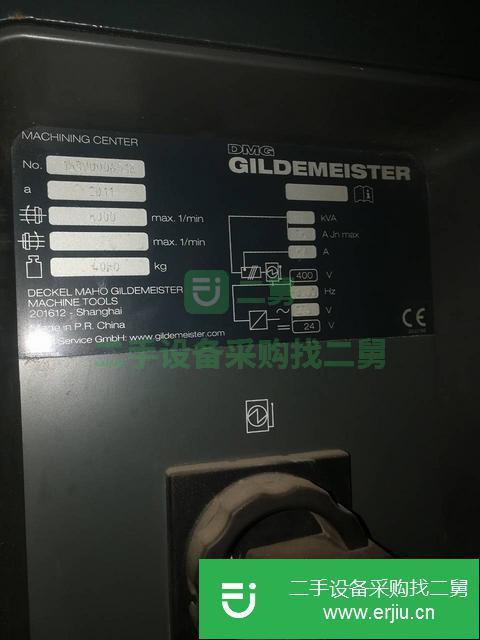 MACHINING CENTER
DMG
GILDEMEISTER
No.
a 2011
max. 1/min
max. 1/min
kg
kVA
A Jn max
A
400 V
Hz
V
24 V
DECKEL MAHO GILDEMEISTER
MACHINE TOOLS
201612 - Shanghai
Made in P.R. China
Service GmbH: www.gildemeister.com
CE
二舅
二手设备采购找二舅
二手设备采购找二舅
www.erjiu.cn